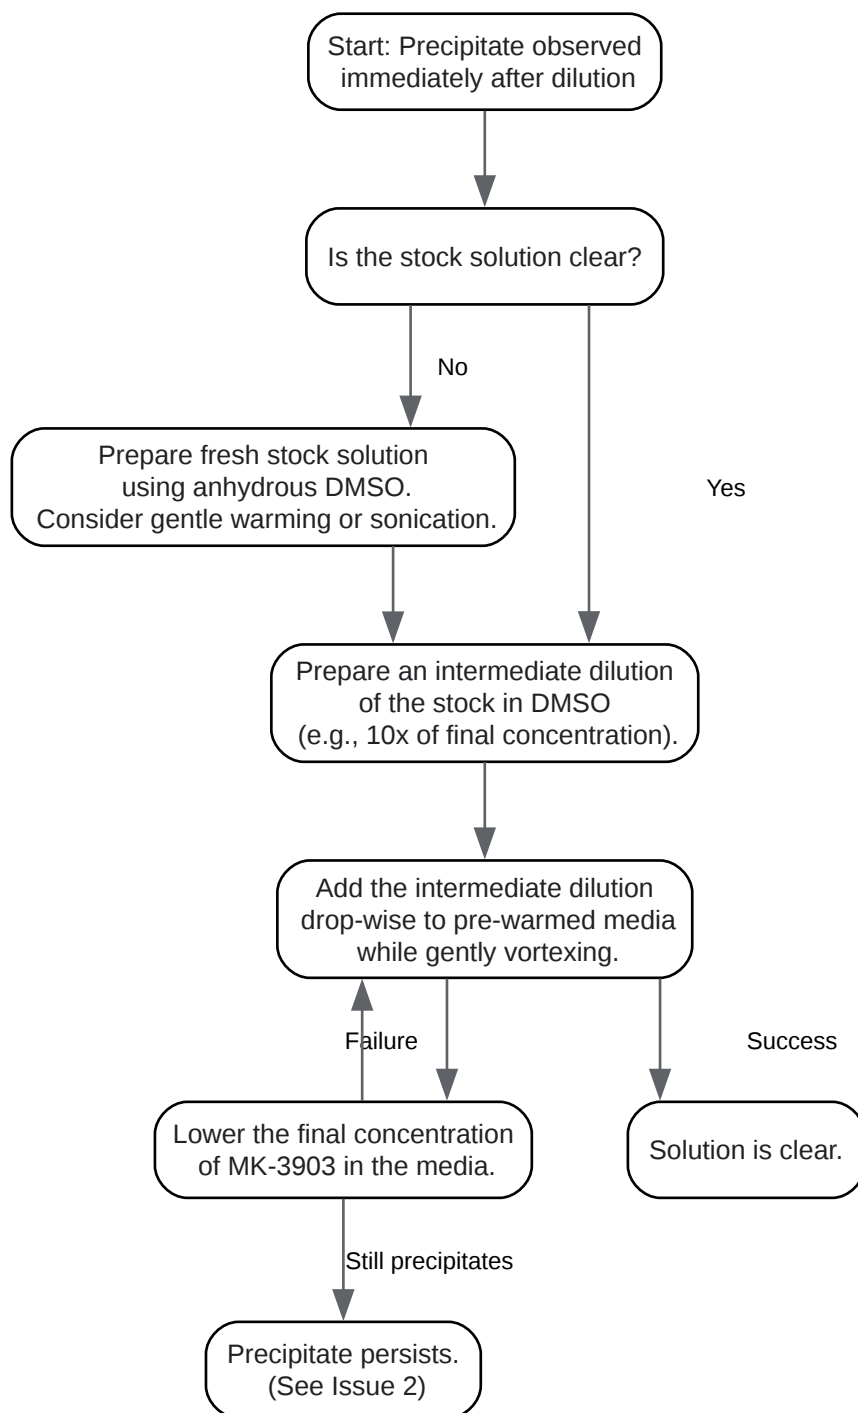 Start: Precipitate observed
immediately after dilution
Is the stock solution clear?
No
Prepare fresh stock solution
using anhydrous DMSO.
Consider gentle warming or sonication.
Yes
Prepare an intermediate dilution
of the stock in DMSO
(e.g., 10x of final concentration).
Add the intermediate dilution
drop-wise to pre-warmed media
while gently vortexing.
Failure
Success
Lower the final concentration
of MK-3903 in the media.
Solution is clear.
Still precipitates
Precipitate persists.
(See Issue 2)